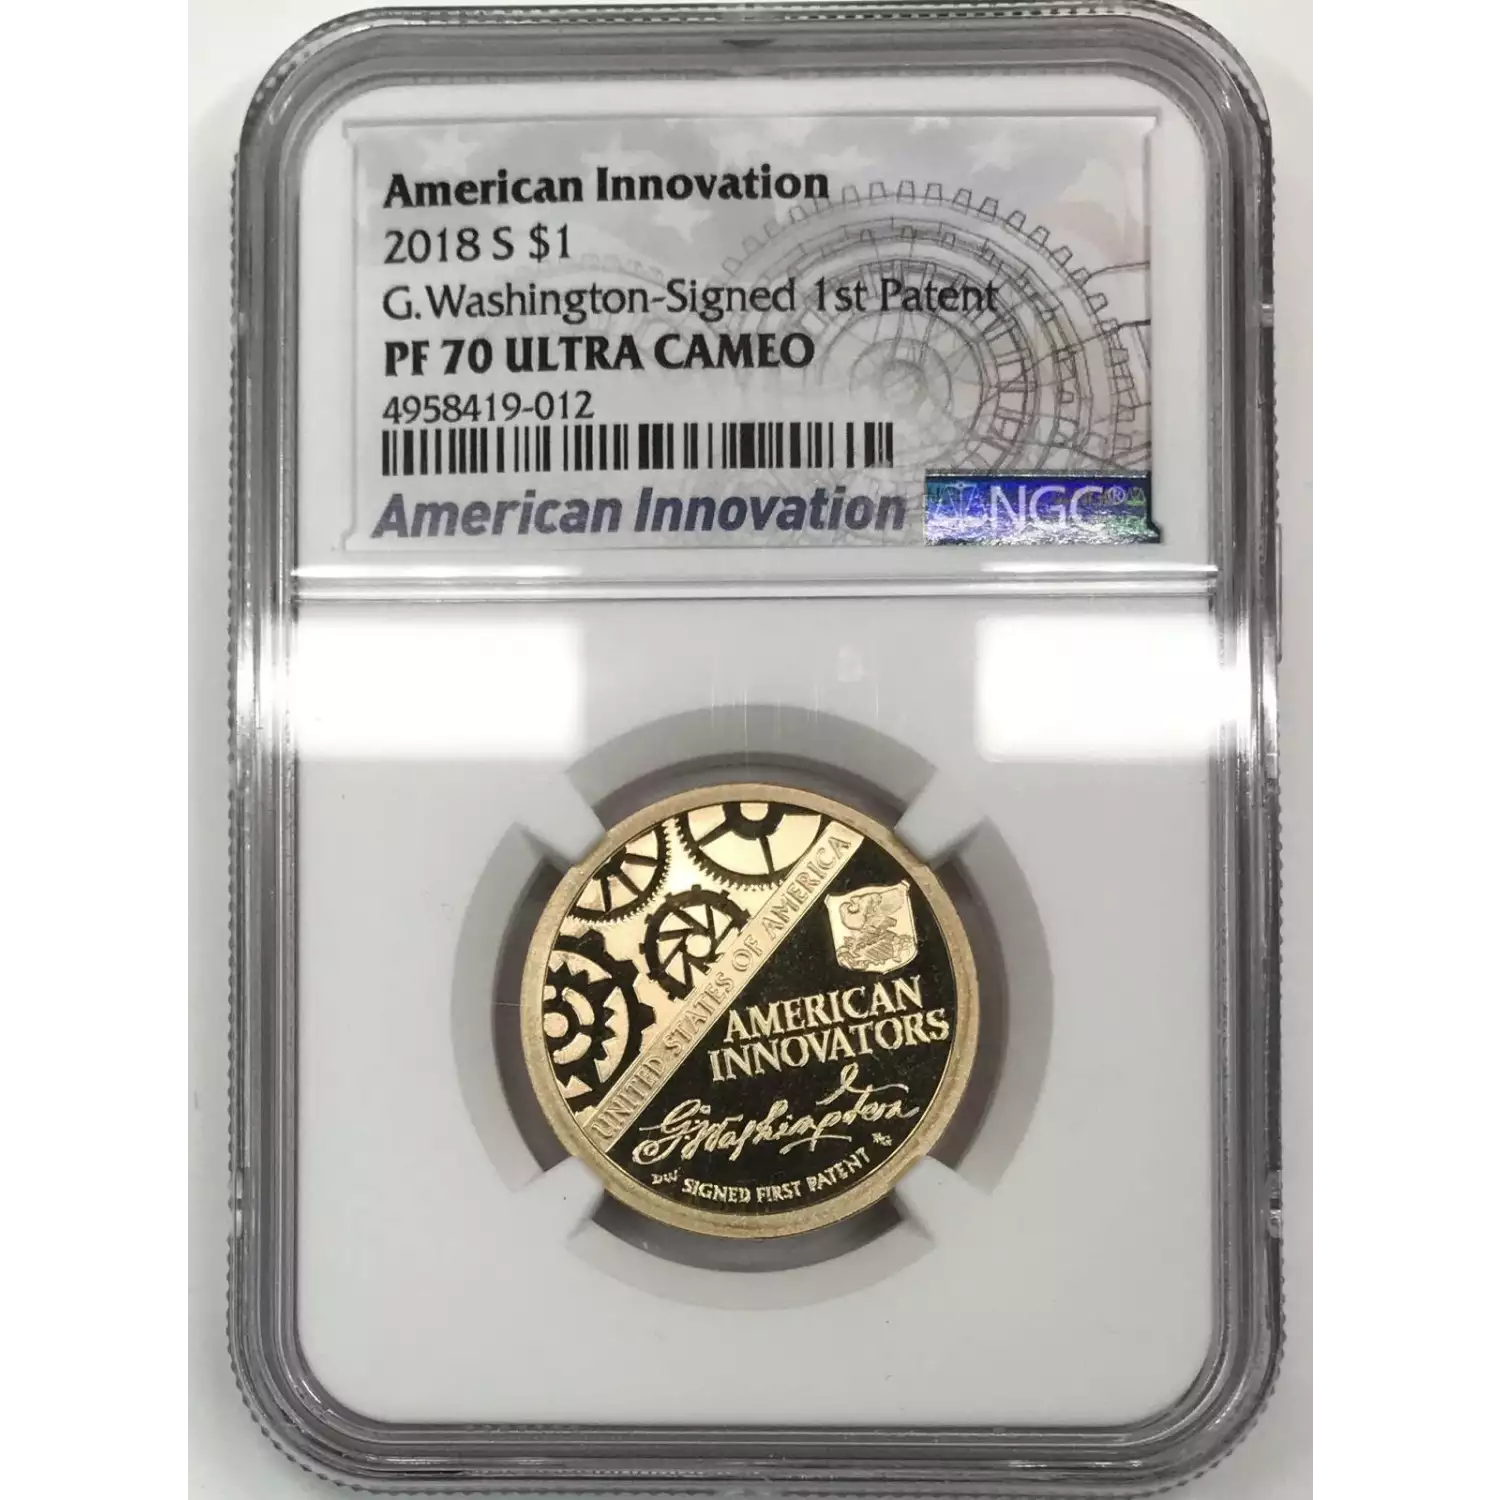 American Innovation
2018 S $1
G.Washington-Signed 1st Patent
PF 70 ULTRA CAMEO
4958419-012
American Innovation
NGC®
UNITED STATES OF AMERICA
AMERICAN
INNOVATORS
G:Washington
DW SIGNED FIRST PATENT